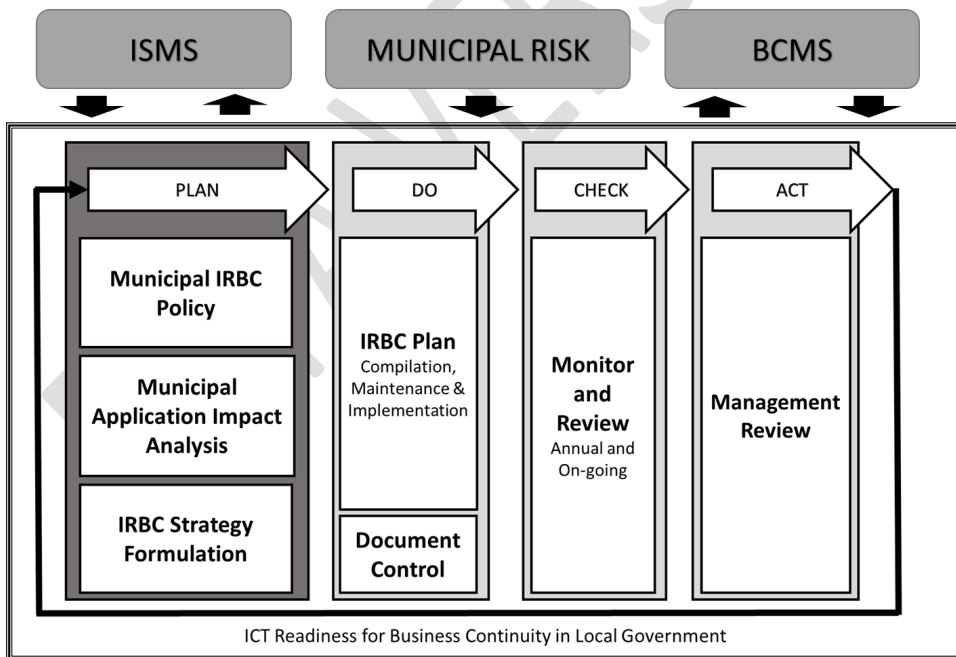 ISMS
MUNICIPAL RISK
BCMS
PLAN
DO
CHECK
ACT
Municipal IRBC
Policy
Municipal
Application Impact
Analysis
IRBC Strategy
Formulation
IRBC Plan
Compilation,
Maintenance &
Implementation
Document
Control
Monitor
and
Review
Annual and
On-going
Management
Review
ICT Readiness for Business Continuity in Local Government